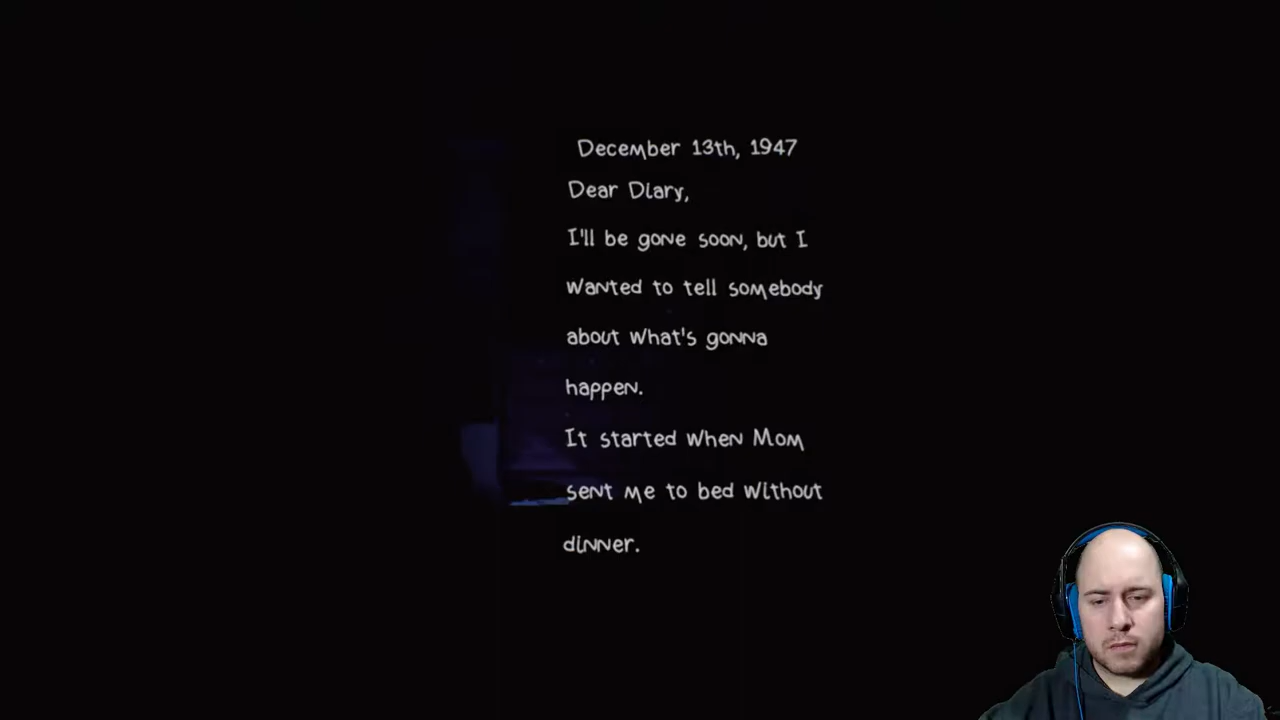 December 13th, 1947
Dear Diary,
I'll be gone soon, but I
wanted to tell somebody
about what's gonna
happen.
It started when Mom
sent me to bed without
dinner.